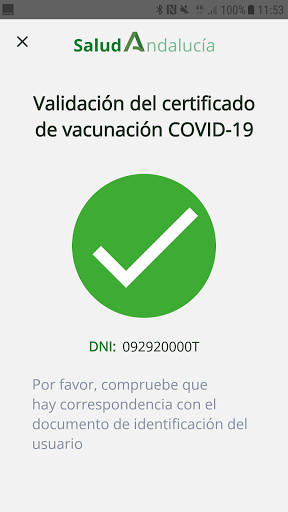 4G 100% 11:53
Salud Andalucía
Validación del certificado
de vacunación COVID-19
DNI: 092920000T
Por favor, compruebe que
hay correspondencia con el
documento de identificación del
usuario